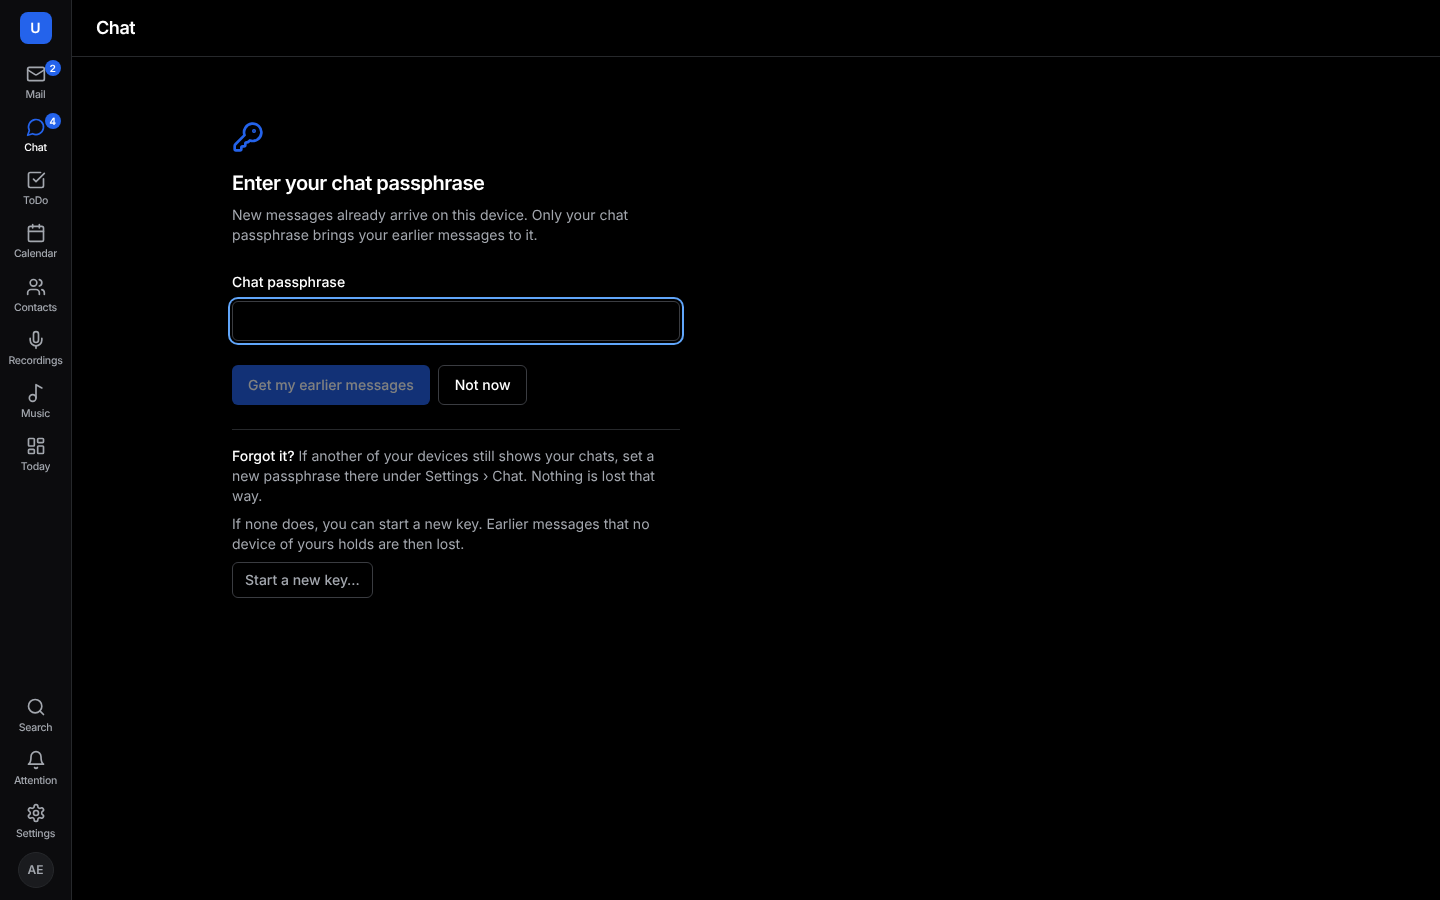 U
Chat
2
Mail
4
Chat
ToDo
Calendar
Contacts
Recordings
Music
Today
Search
Attention
Settings
AE
Enter your chat passphrase
New messages already arrive on this device. Only your chat
passphrase brings your earlier messages to it.
Chat passphrase
Get my earlier messages
Not now
Forgot it? If another of your devices still shows your chats, set a
new passphrase there under Settings › Chat. Nothing is lost that
way.
If none does, you can start a new key. Earlier messages that no
device of yours holds are then lost.
Start a new key...